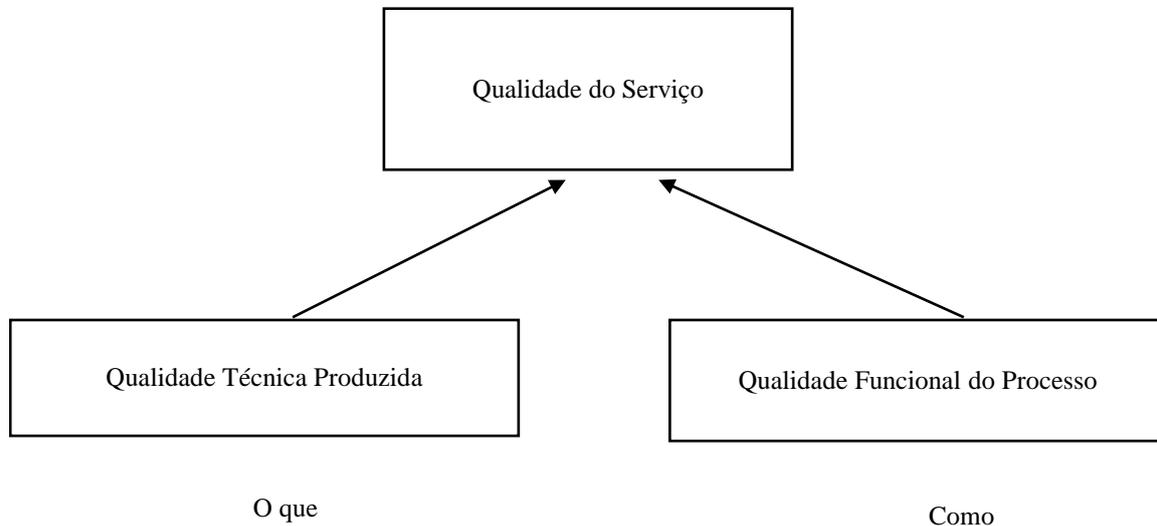 Qualidade do Serviço
Qualidade Técnica Produzida
Qualidade Funcional do Processo
O que
Como